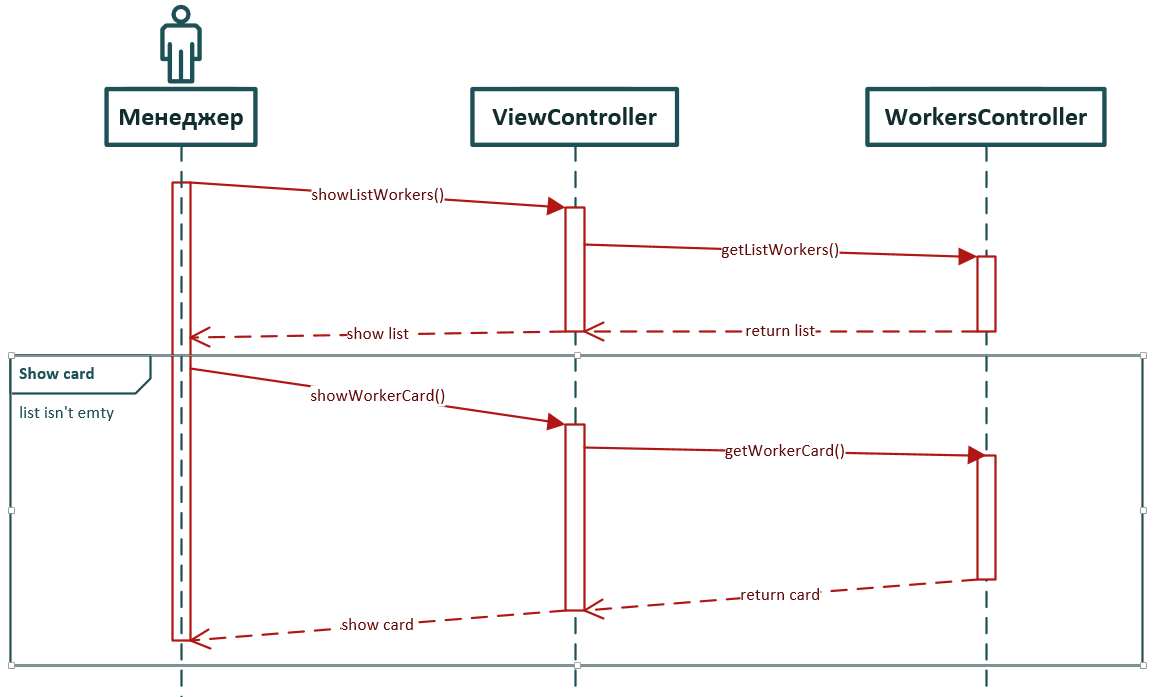 Менеджер
ViewController
WorkersController
showListWorkers()
getListWorkers()
show list
return list
Show card
list isn't emty
showWorkerCard()
getWorkerCard()
return card
show card